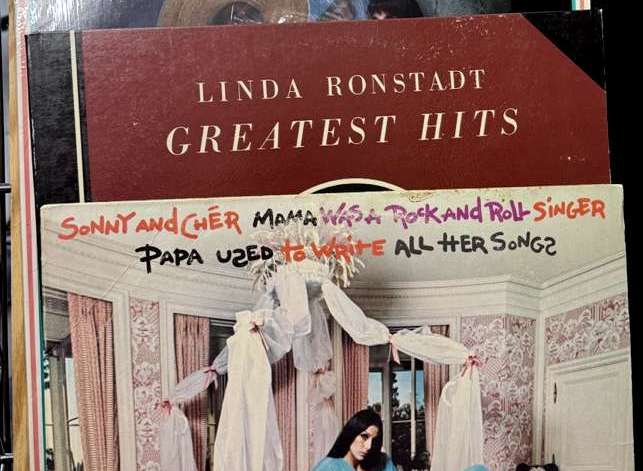 LINDA RONSTADT
GREATEST HITS
SONNY AND CHÉR MAMA WAS A ROCK AND ROLL SINGER
PAPA USED to WRITE ALL HER SONGS